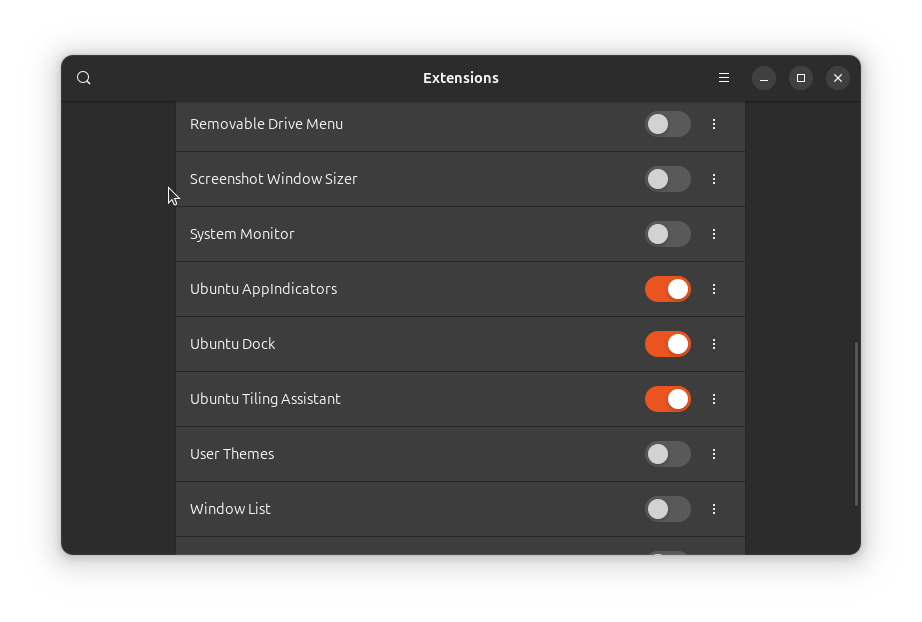 Extensions
Removable Drive Menu
Screenshot Window Sizer
System Monitor
Ubuntu AppIndicators
Ubuntu Dock
Ubuntu Tiling Assistant
User Themes
Window List